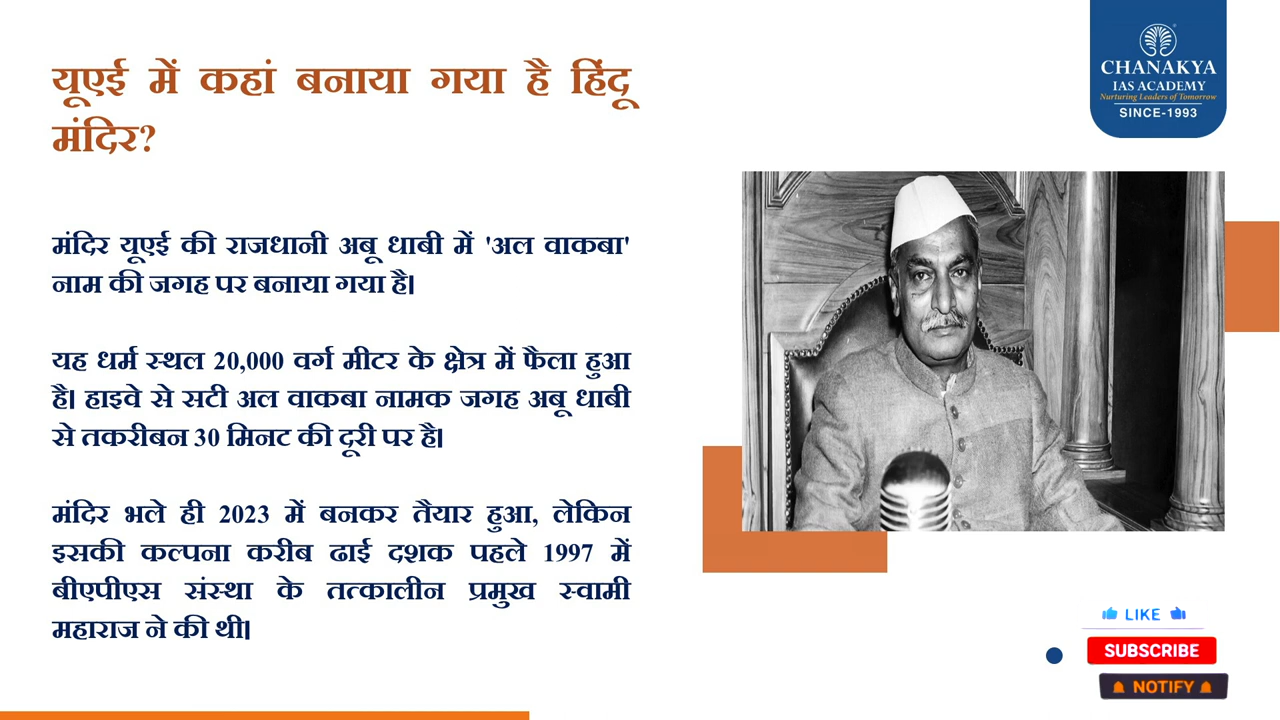 यूएई में कहां बनाया गया है हिंदू
मंदिर?
मंदिर यूएई की राजधानी अबू धाबी में 'अल वाकबा'
नाम की जगह पर बनाया गया है।
यह धर्म स्थल 20,000 वर्ग मीटर के क्षेत्र में फैला हुआ
है। हाइवे से सटी अल वाकबा नामक जगह अबू धाबी
से तकरीबन 30 मिनट की दूरी पर है।
मंदिर भले ही 2023 में बनकर तैयार हुआ, लेकिन
इसकी कल्पना करीब ढाई दशक पहले 1997 में
बीएपीएस संस्था के तत्कालीन प्रमुख स्वामी
महाराज ने की थी।
CHANAKYA
IAS ACADEMY
Nurturing Leaders of Tomorrow
SINCE-1993
LIKE
SUBSCRIBE
NOTIFY